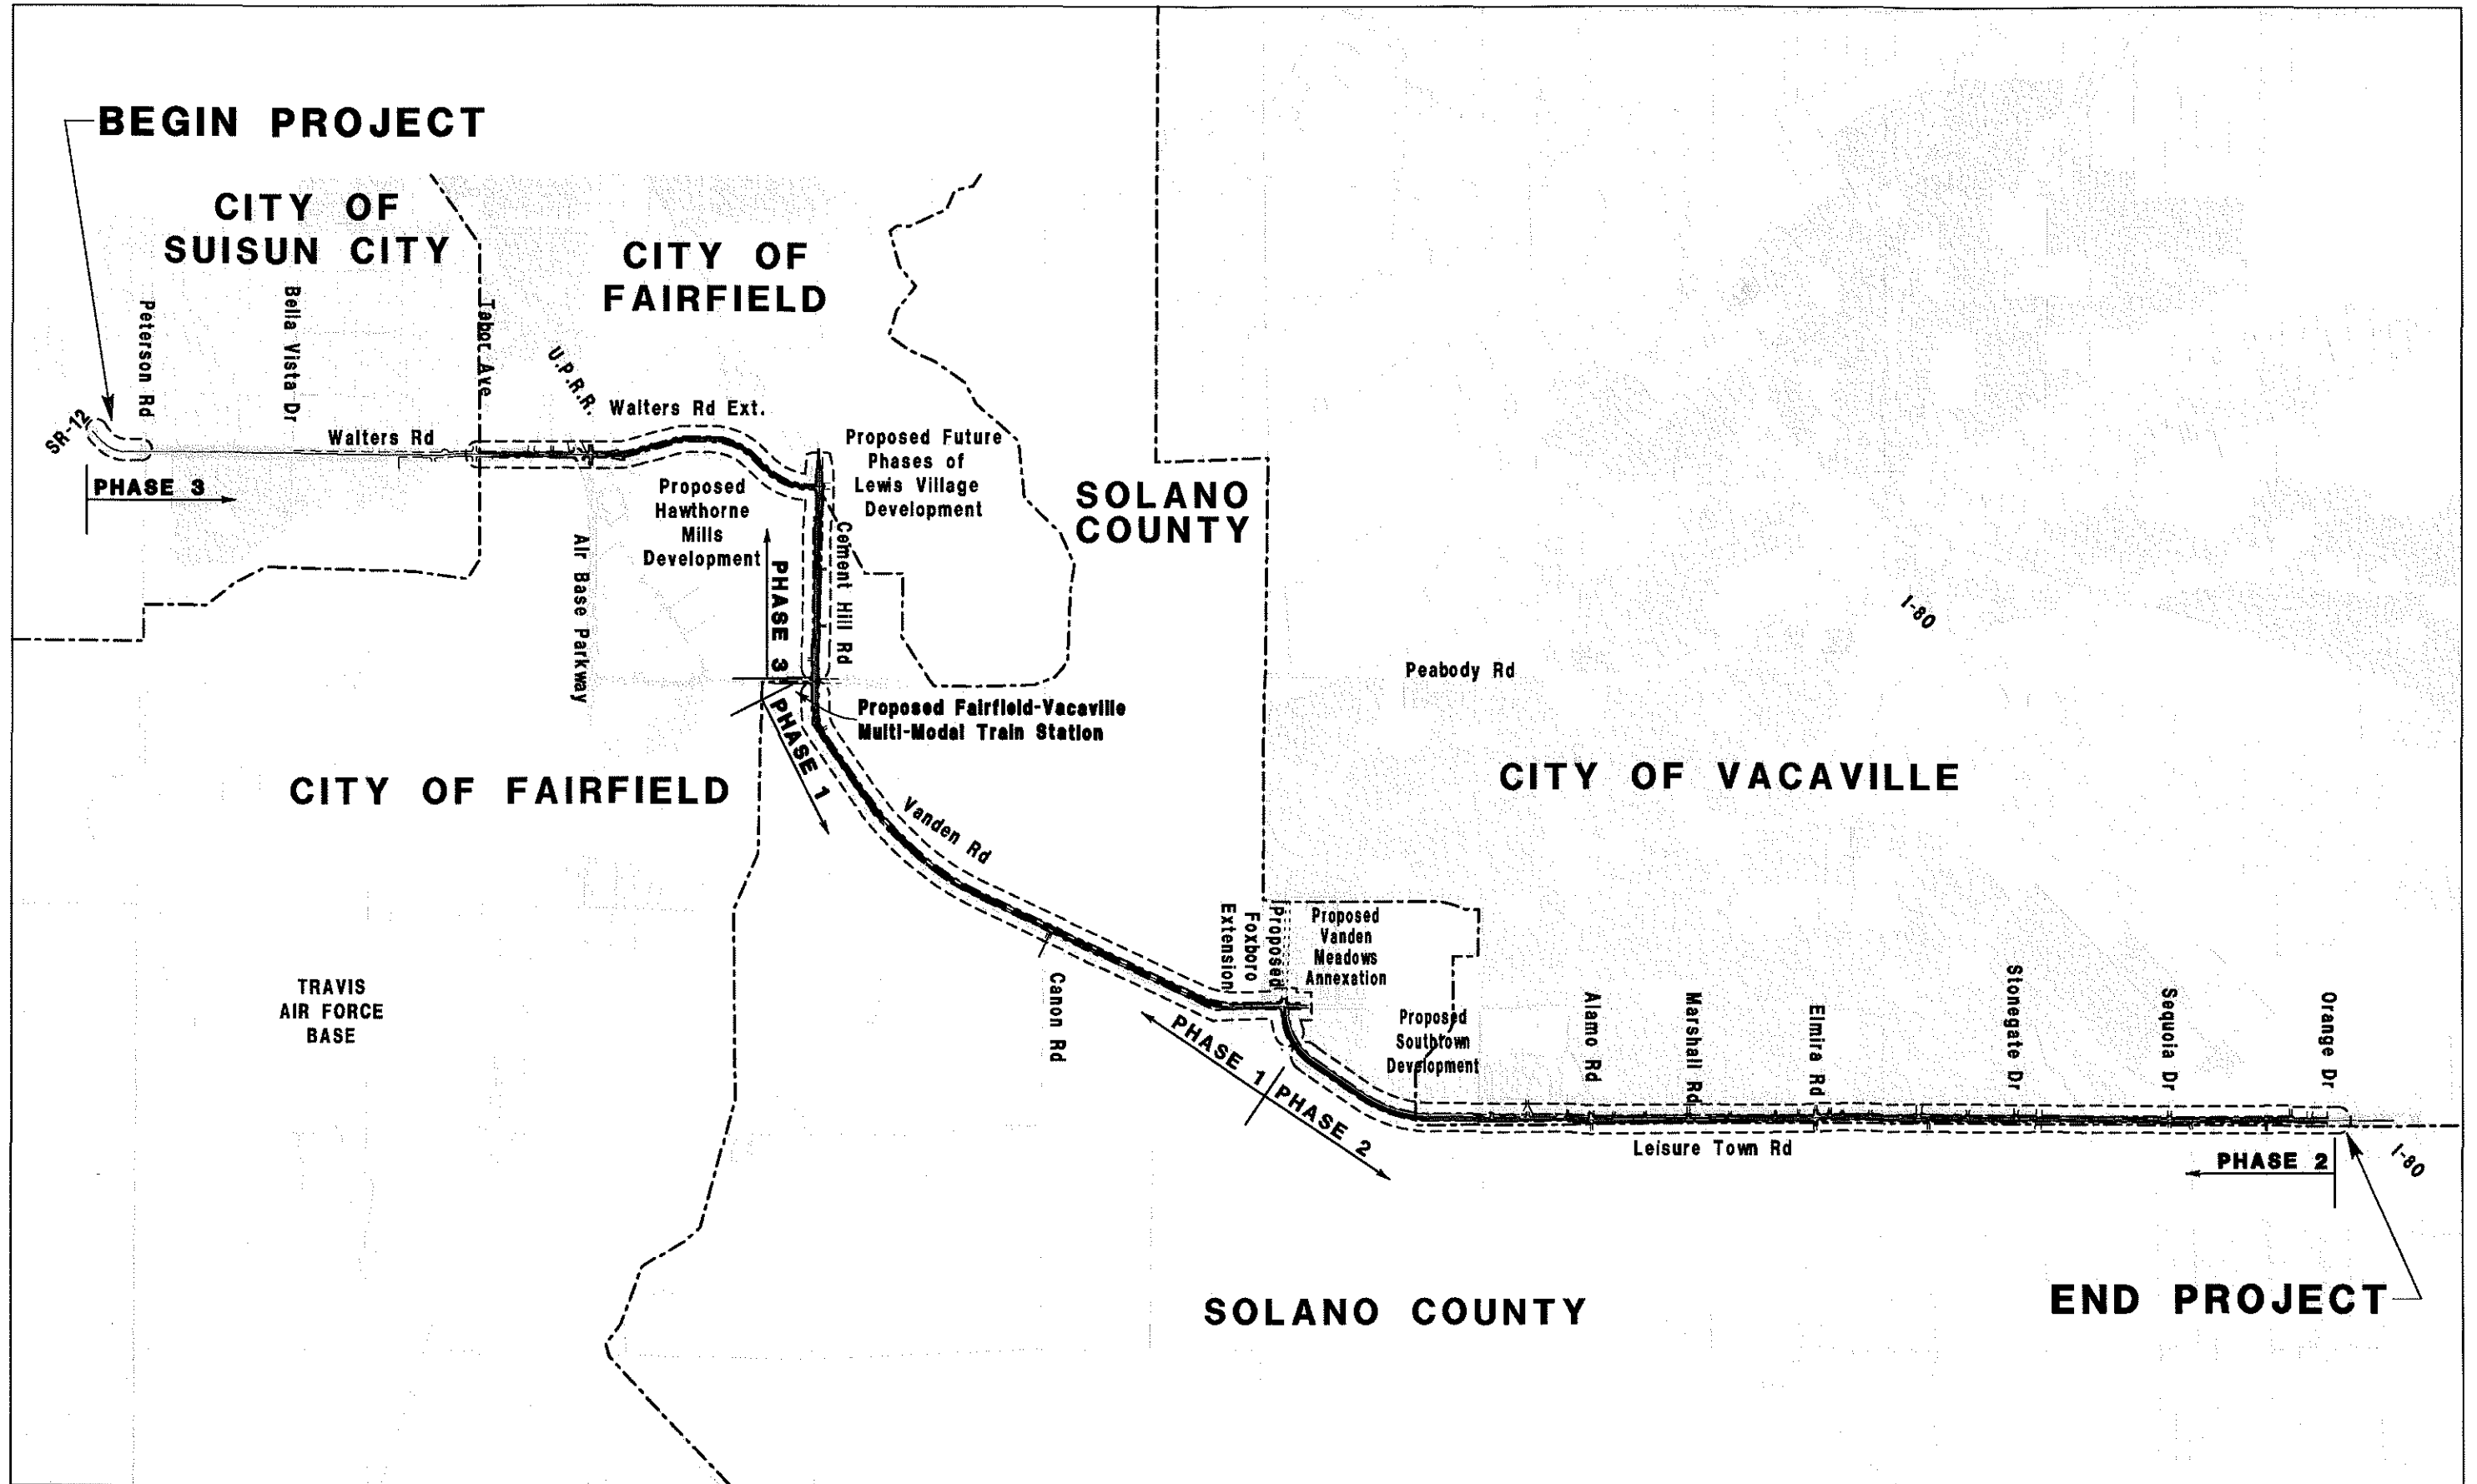 BEGIN PROJECT
CITY OF
SUISUN CITY
CITY OF
FAIRFIELD
Peterson Rd
Bella Vista Dr
Tabor Ave
U.P.R.R.
SR-12
Walters Rd
Walters Rd Ext.
PHASE 3
Proposed
Hawthorne
Mills
Development
Proposed Future
Phases of
Lewis Village
Development
SOLANO
COUNTY
Air Base Parkway
PHASE 3
Cement Hill Rd
I-80
Peabody Rd
Proposed Fairfield-Vacaville
Multi-Modal Train Station
PHASE 1
CITY OF FAIRFIELD
CITY OF VACAVILLE
Vanden Rd
TRAVIS
AIR FORCE
BASE
Canon Rd
Proposed
Foxboro
Extension
Proposed
Vanden
Meadows
Annexation
Proposed
Southtown
Development
Alamo Rd
Marshall Rd
Elmira Rd
Stonegate Dr
Sequoia Dr
Orange Dr
PHASE 1
PHASE 2
Leisure Town Rd
PHASE 2
I-80
SOLANO COUNTY
END PROJECT